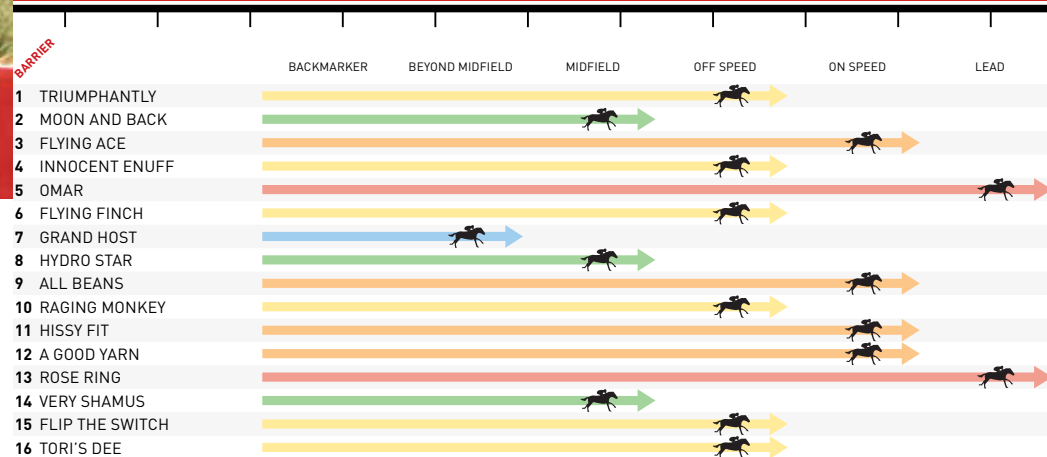 BARRIER
BACKMARKER BEYOND MIDFIELD MIDFIELD OFF SPEED ON SPEED LEAD
1 TRIUMPHANTLY
2 MOON AND BACK
3 FLYING ACE
4 INNOCENT ENUFF
5 OMAR
6 FLYING FINCH
7 GRAND HOST
8 HYDRO STAR
9 ALL BEANS
10 RAGING MONKEY
11 HISSY FIT
12 A GOOD YARN
13 ROSE RING
14 VERY SHAMUS
15 FLIP THE SWITCH
16 TORI'S DEE